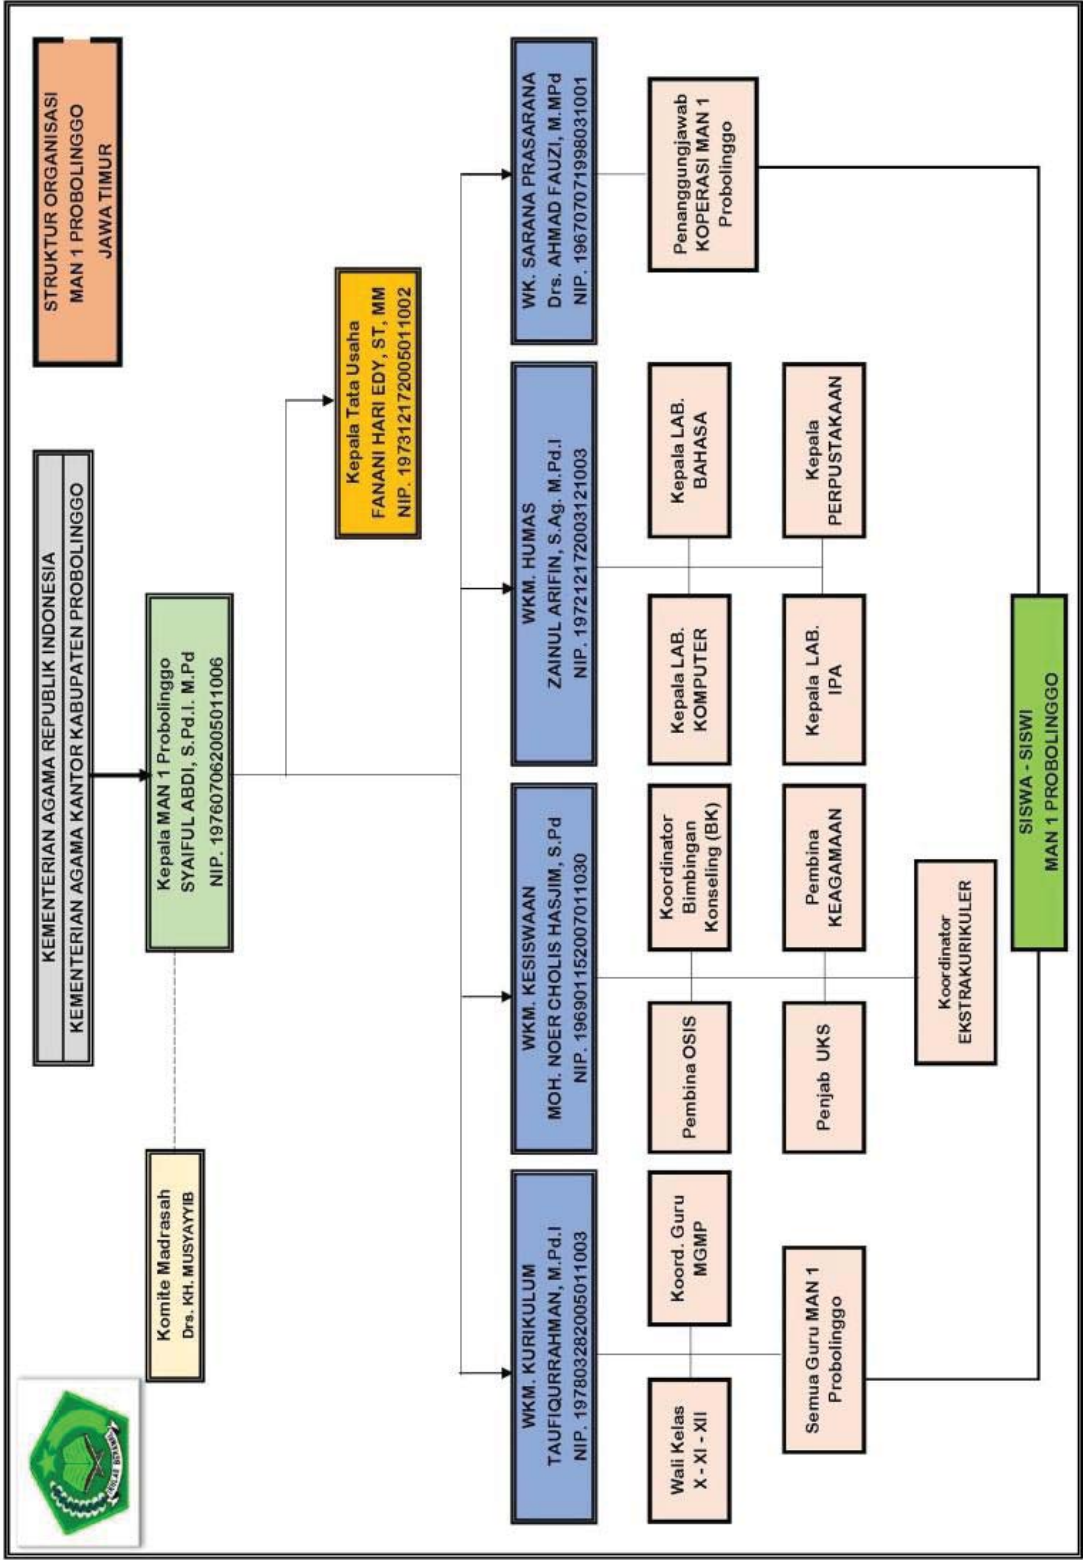 KEMENTERIAN AGAMA REPUBLIK INDONESIA
KEMENTERIAN AGAMA KANTOR KABUPATEN PROBOLINGGO
STRUKTUR ORGANISASI
MAN 1 PROBOLINGGO
JAWA TIMUR
Komite Madrasah
Drs. KH. MUSYAYYIB
Kepala MAN 1 Probolinggo
SYAIFUL ABDI, S.Pd.I. M.Pd
NIP. 197607062005011006
Kepala Tata Usaha
FANANI HARI EDY, ST, MM
NIP. 197312172005011002
WKM. KURIKULUM
TAUFIQURRAHMAN, M.Pd.I
NIP. 197803282005011003
WKM. KESISWAAN
MOH. NOER CHOLIS HASJIM, S.Pd
NIP. 196901152007011030
WKM. HUMAS
ZAINUL ARIFIN, S.Ag. M.Pd.I
NIP. 197212172003121003
WK. SARANA PRASARANA
Drs. AHMAD FAUZI, M.MPd
NIP. 196707071998031001
Wali Kelas
X - XI - XII
Koord. Guru
MGMP
Semua Guru MAN 1
Probolinggo
Pembina OSIS
Koordinator
Bimbingan
Konseling (BK)
Penjab UKS
Pembina
KEAGAMAAN
Koordinator
EKSTRAKURIKULER
Kepala LAB.
KOMPUTER
Kepala LAB.
BAHASA
Kepala LAB.
IPA
Kepala
PERPUSTAKAAN
Penanggungjawab
KOPERASI MAN 1
Probolinggo
SISWA - SISWI
MAN 1 PROBOLINGGO